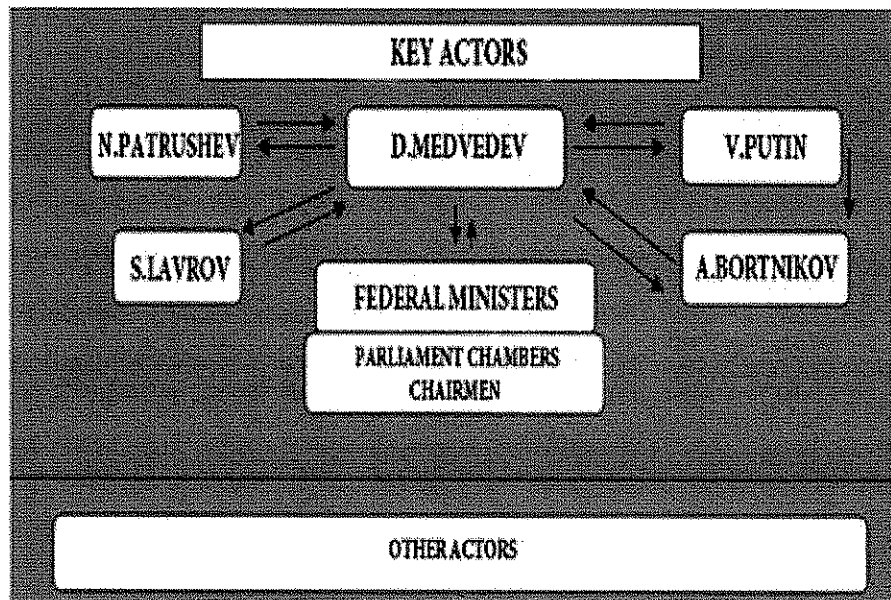 KEY ACTORS
N.PATRUSHEV
D.MEDVEDEV
V.PUTIN
S.LAVROV
A.BORTNIKOV
FEDERAL MINISTERS
PARLIAMENT CHAMBERS
CHAIRMEN
OTHER ACTORS